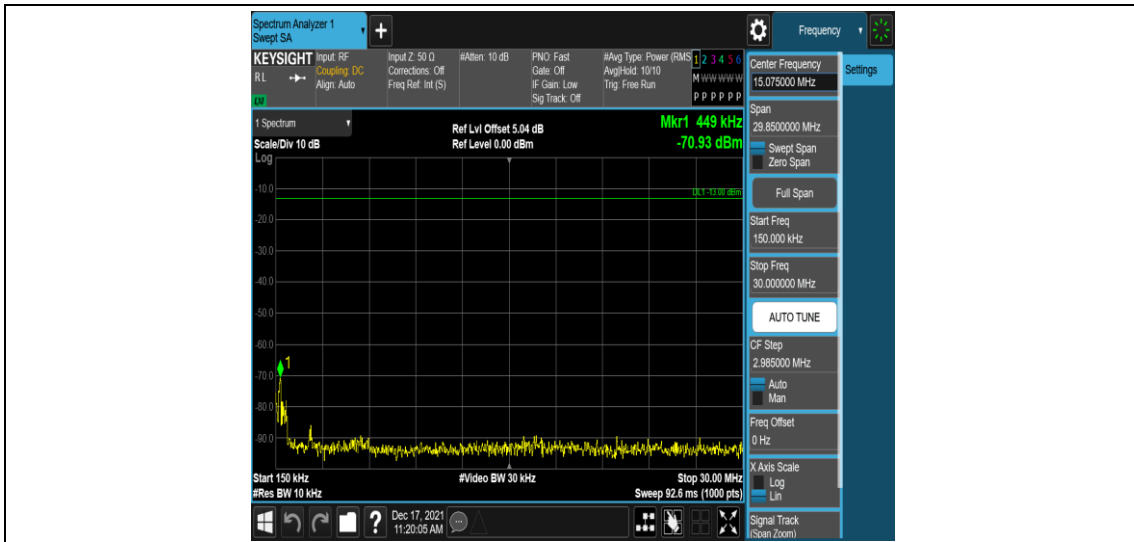 Spectrum Analyzer 1
Swept SA
+
Frequency
KEYSIGHT Input: RF Input Z: 50 Ω #Atten: 10 dB PNO: Fast #Avg Type: Power (RMS 1 2 3 4 5 6
RL Coupling: DC Corrections: Off Gate: Off Avg|Hold: 10/10 M W W W W W
Align: Auto Freq Ref: Int (S) IF Gain: Low Trig: Free Run
Sig Track: Off P P P P P P
1 Spectrum
Ref Lvl Offset 5.04 dB Mkr1 449 kHz
Scale/Div 10 dB Ref Level 0.00 dBm -70.93 dBm
Log
DL1 -13.00 dBm
-10.0
-20.0
-30.0
-40.0
-50.0
-60.0
1
-70.0
-80.0
-90.0
Start 150 kHz #Video BW 30 kHz Stop 30.00 MHz
#Res BW 10 kHz Sweep 92.6 ms (1000 pts)
?
Dec 17, 2021
11:20:05 AM
Settings
Center Frequency
15.075000 MHz
Span
29.8500000 MHz
Swept Span
Zero Span
Full Span
Start Freq
150.000 kHz
Stop Freq
30.000000 MHz
AUTO TUNE
CF Step
2.985000 MHz
Auto
Man
Freq Offset
0 Hz
X Axis Scale
Log
Lin
Signal Track
(Span Zoom)